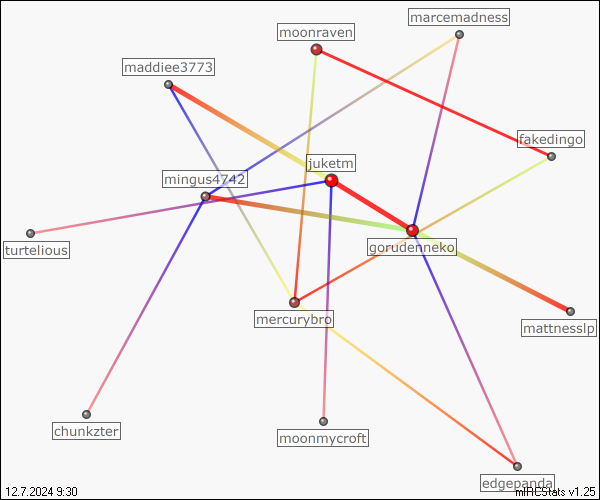 marcemadness
moonraven
maddiee3773
fakedingo
juketm
mingus4742
gorudenneko
turtelious
mercurybro
mattnesslp
chunkzter
moonmycroft
edgepanda
12.7.2024 9:30
mIRCStats v1.25